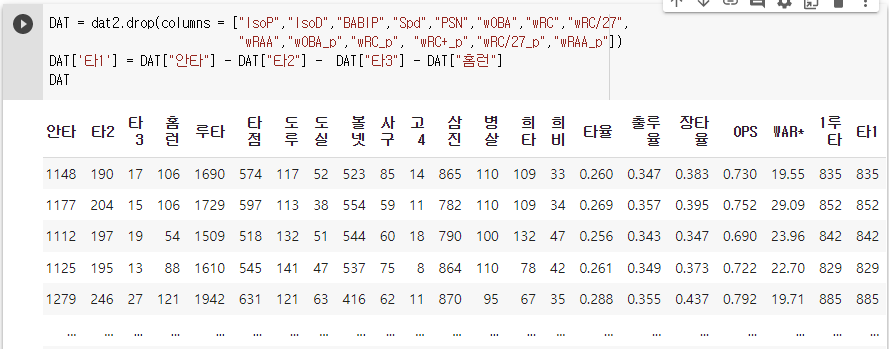 DAT = dat2.drop(columns = ["IsoP","IsoD","BABIP","Spd","PSN","wOBA","wRC","wRC/27",
"wRAA","wOBA_p","wRC_p", "wRC+_p","wRC/27_p","wRAA_p"])
DAT['타1'] = DAT["안타"] - DAT["타2"] - DAT["타3"] - DAT["홈런"]
DAT
안타 타2 타3 홈런 루타 타점 도루 도실 볼넷 사구 고4 삼진 병살 희타 희비 타율 출루율 장타율 OPS WAR* 1루타 타1
1148 190 17 106 1690 574 117 52 523 85 14 865 110 109 33 0.260 0.347 0.383 0.730 19.55 835 835
1177 204 15 106 1729 597 113 38 554 59 11 782 110 109 34 0.269 0.357 0.395 0.752 29.09 852 852
1112 197 19 54 1509 518 132 51 544 60 18 790 100 132 47 0.256 0.343 0.347 0.690 23.96 842 842
1125 195 13 88 1610 545 141 47 537 75 8 864 110 78 42 0.261 0.349 0.373 0.722 22.70 829 829
1279 246 27 121 1942 631 121 63 416 62 11 870 95 67 35 0.288 0.355 0.437 0.792 19.71 885 885
... ... ... ... ... ... ... ... ... ... ... ... ... ... ... ... ... ... ... ... ... ...